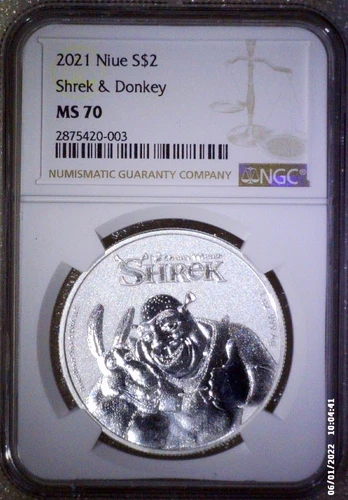 2021 Niue S$2
Shrek & Donkey
MS 70
2875420-003
NUMISMATIC GUARANTY COMPANY
NGC®
SHREK
06/01/2022 10:04:41